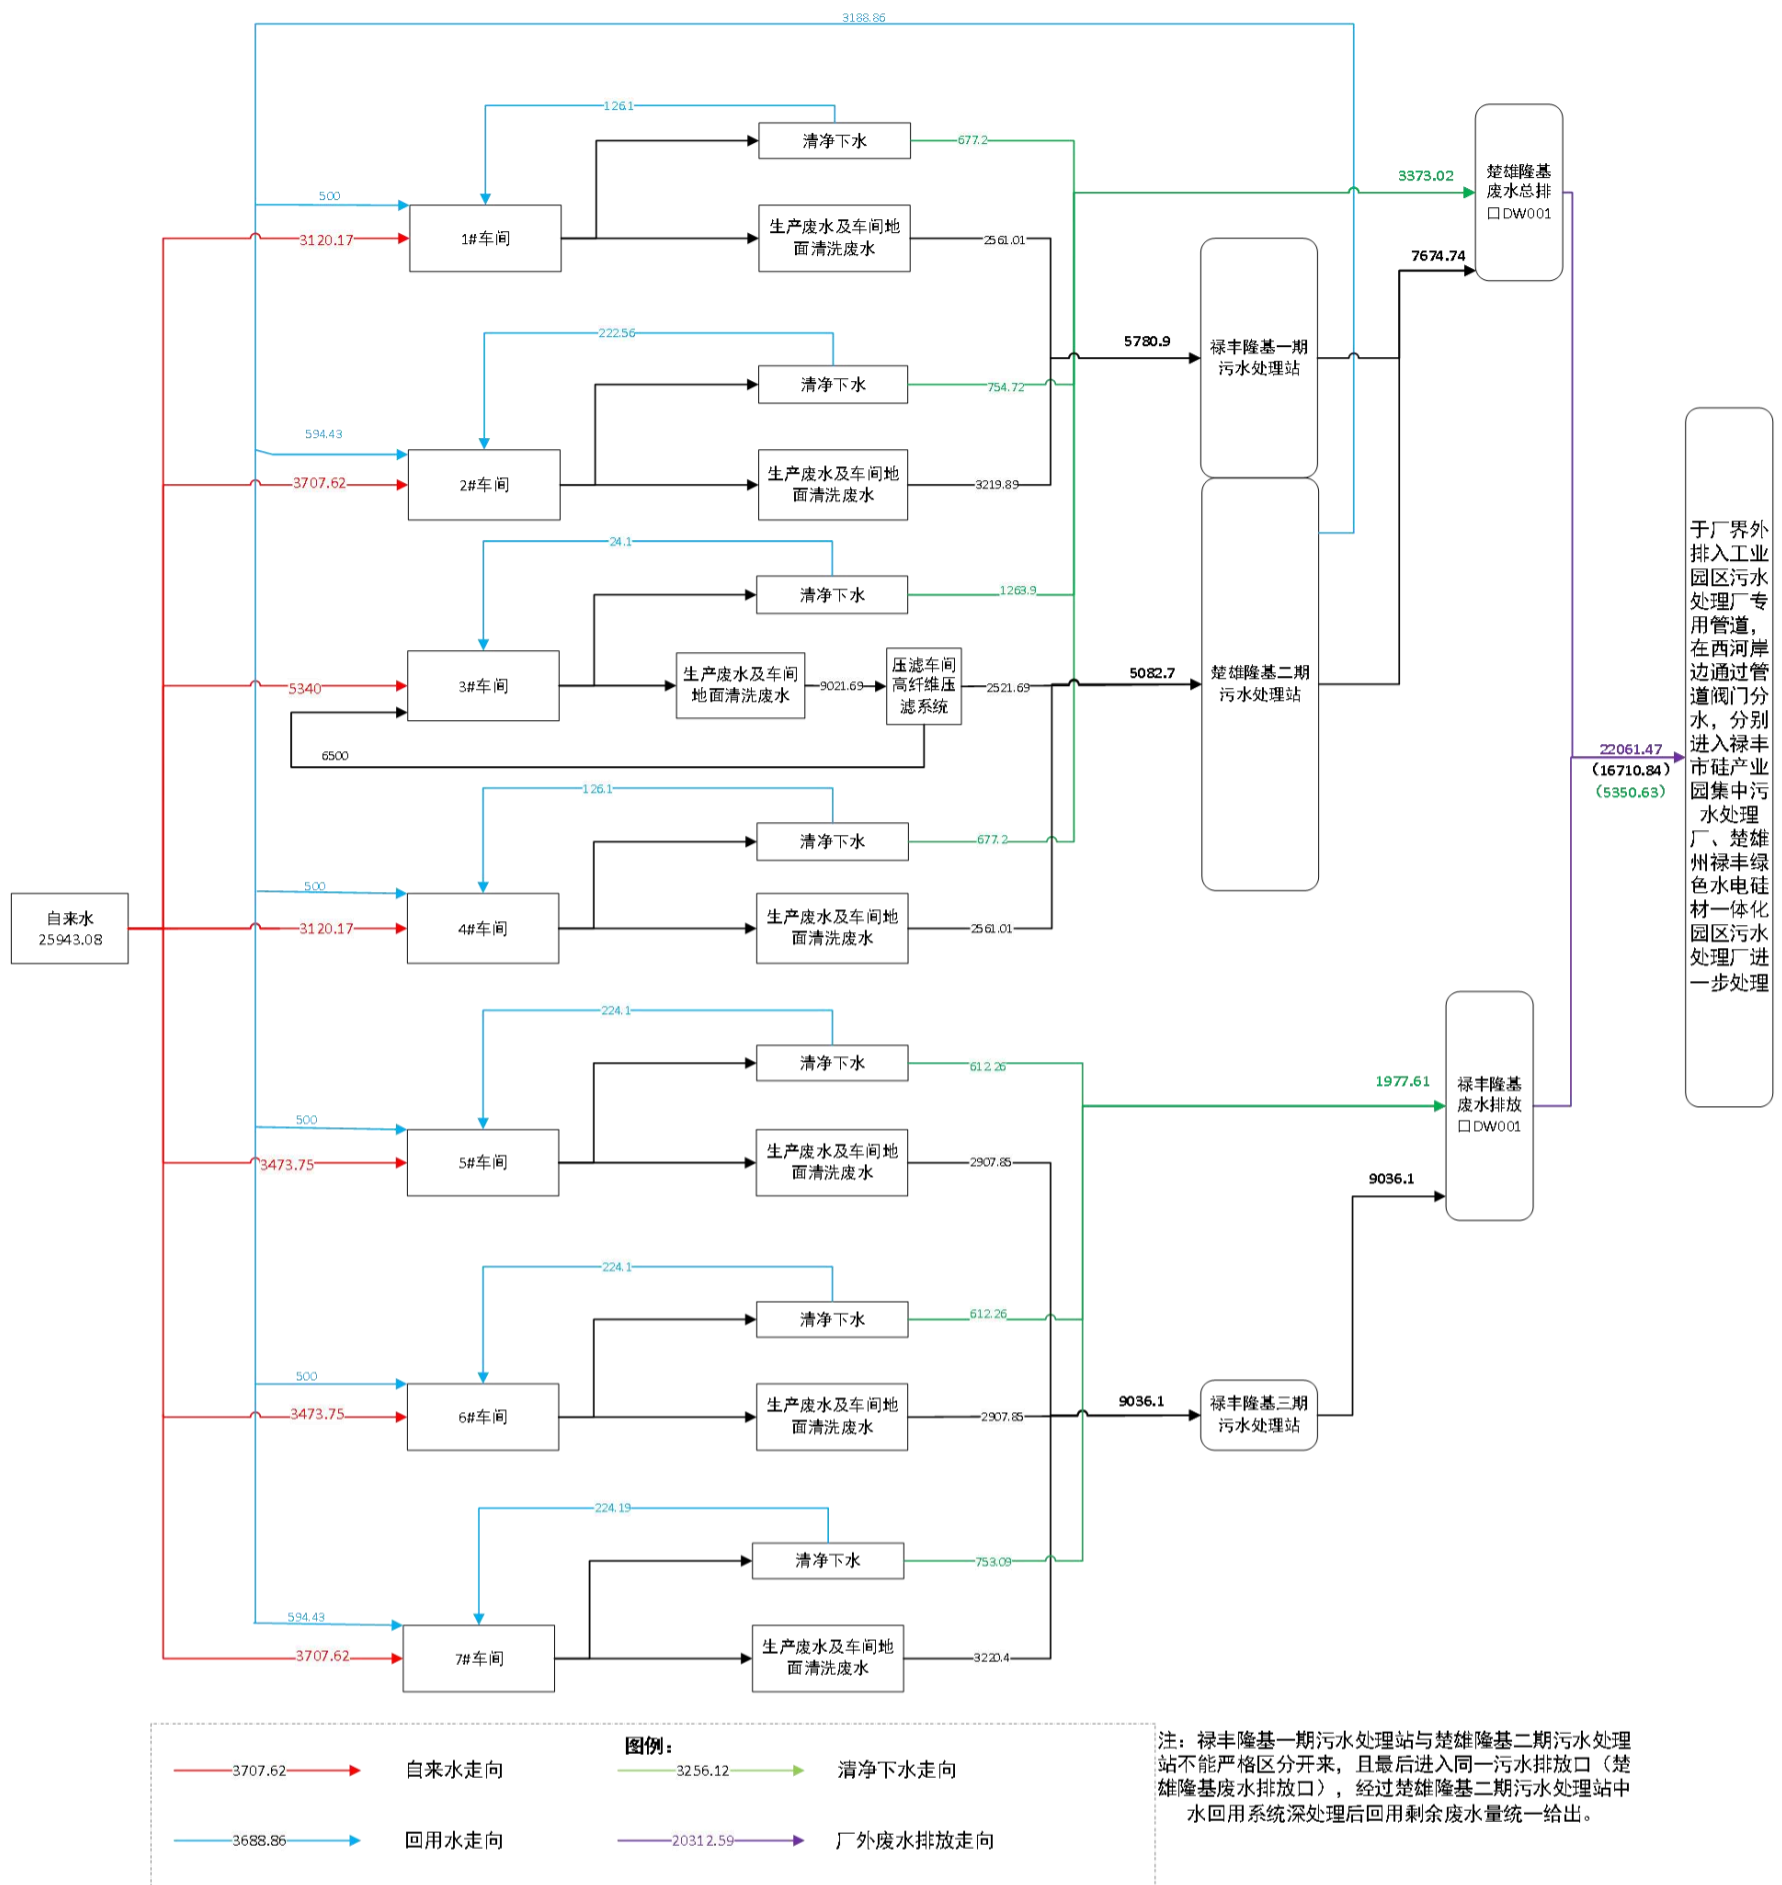 3188.86
126.1
清净下水
677.2
500
3120.17
1#车间
生产废水及车间地
面清洗废水
2561.01
3373.02
楚雄隆基
废水总排
口DW001
7674.74
222.56
清净下水
754.72
594.43
3707.62
2#车间
生产废水及车间地
面清洗废水
3219.89
5780.9
禄丰隆基一期
污水处理站
24.1
清净下水
1263.9
5340
3#车间
生产废水及车间
地面清洗废水
9021.69
压滤车间
高纤维压
滤系统
2521.69
6500
5082.7
楚雄隆基二期
污水处理站
126.1
清净下水
677.2
500
3120.17
4#车间
生产废水及车间地
面清洗废水
2561.01
自来水
25943.08
22061.47
（16710.84）
（5350.63）
于厂界外
排入工业
园区污水
处理厂专
用管道，
在西河岸
边通过管
道阀门分
水，分别
进入禄丰
市硅产业
园集中污
水处理
厂、楚雄
州禄丰绿
色水电硅
材一体化
园区污水
处理厂进
一步处理
224.1
清净下水
612.26
500
3473.75
5#车间
生产废水及车间地
面清洗废水
2907.85
1977.61
禄丰隆基
废水排放
口DW001
9036.1
224.1
清净下水
612.26
500
3473.75
6#车间
生产废水及车间地
面清洗废水
2907.85
9036.1
禄丰隆基三期
污水处理站
224.19
清净下水
753.09
594.43
3707.62
7#车间
生产废水及车间地
面清洗废水
3220.4
图例：
3707.62
自来水走向
3256.12
清净下水走向
3688.86
回用水走向
20312.59
厂外废水排放走向
注：禄丰隆基一期污水处理站与楚雄隆基二期污水处理
站不能严格区分开来，且最后进入同一污水排放口（楚
雄隆基废水排放口），经过楚雄隆基二期污水处理站中
水回用系统深处理后回用剩余废水量统一给出。